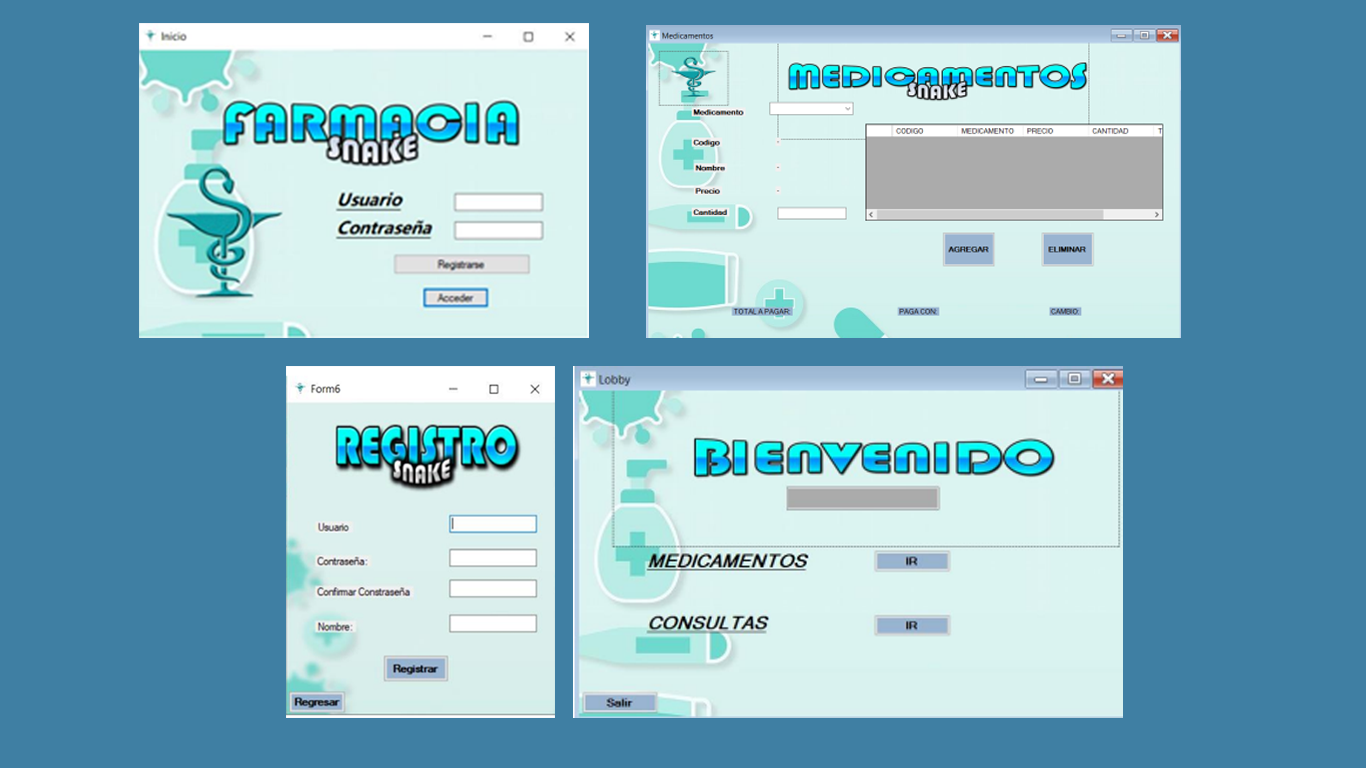 Inicio
FARMACIA
SNAKE
Usuario
Contraseña
Registrarse
Acceder
Medicamentos
MEDICAMENTOS
SNAKE
Medicamento
Codigo -
Nombre -
Precio -
Cantidad
CODIGO MEDICAMENTO PRECIO CANTIDAD T
AGREGAR ELIMINAR
TOTAL A PAGAR: PAGA CON: CAMBIO:
Form6
REGISTRO
SNAKE
Usuario
Contraseña:
Confirmar Constraseña
Nombre:
Registrar
Regresar
Lobby
BIENVENIDO
MEDICAMENTOS IR
CONSULTAS IR
Salir